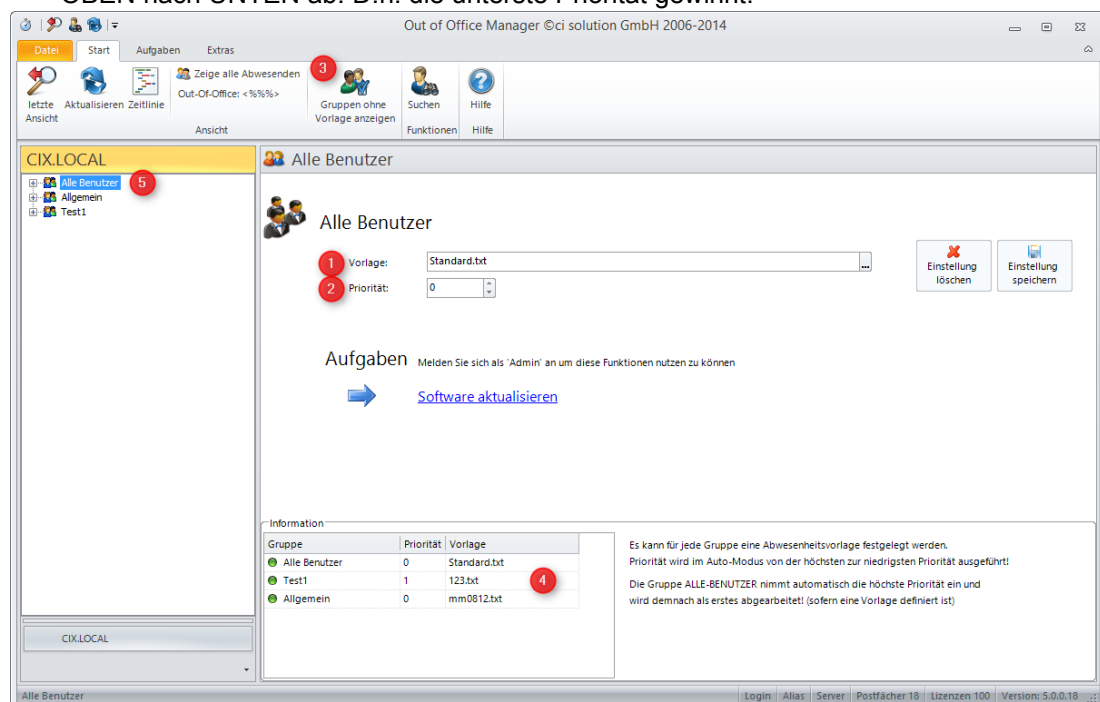 OBEN nach UNTEN ab. D.h. die unterste Priorität gewinnt!
Out of Office Manager ©ci solution GmbH 2006-2014
Datei Start Aufgaben Extras
3
letzte Ansicht
Aktualisieren
Zeitlinie
Zeige alle Abwesenden
Out-Of-Office: <%%%>
Gruppen ohne
Vorlage anzeigen
Suchen
Hilfe
Ansicht
Funktionen
Hilfe
CIX.LOCAL
Alle Benutzer 5
Allgemein
Test1
Alle Benutzer
Alle Benutzer
1 Vorlage: Standard.txt ...
2 Priorität: 0
Einstellung
löschen
Einstellung
speichern
Aufgaben Melden Sie sich als 'Admin' an um diese Funktionen nutzen zu können
Software aktualisieren
Information
Gruppe Priorität Vorlage
Alle Benutzer 0 Standard.txt
Test1 1 123.txt
Allgemein 0 mm0812.txt
4
Es kann für jede Gruppe eine Abwesenheitsvorlage festgelegt werden.
Priorität wird im Auto-Modus von der höchsten zur niedrigsten Priorität ausgeführt!
Die Gruppe ALLE-BENUTZER nimmt automatisch die höchste Priorität ein und
wird demnach als erstes abgearbeitet! (sofern eine Vorlage definiert ist)
CIX.LOCAL
Alle Benutzer
Login Alias Server Postfächer 18 Lizenzen 100 Version: 5.0.0.18